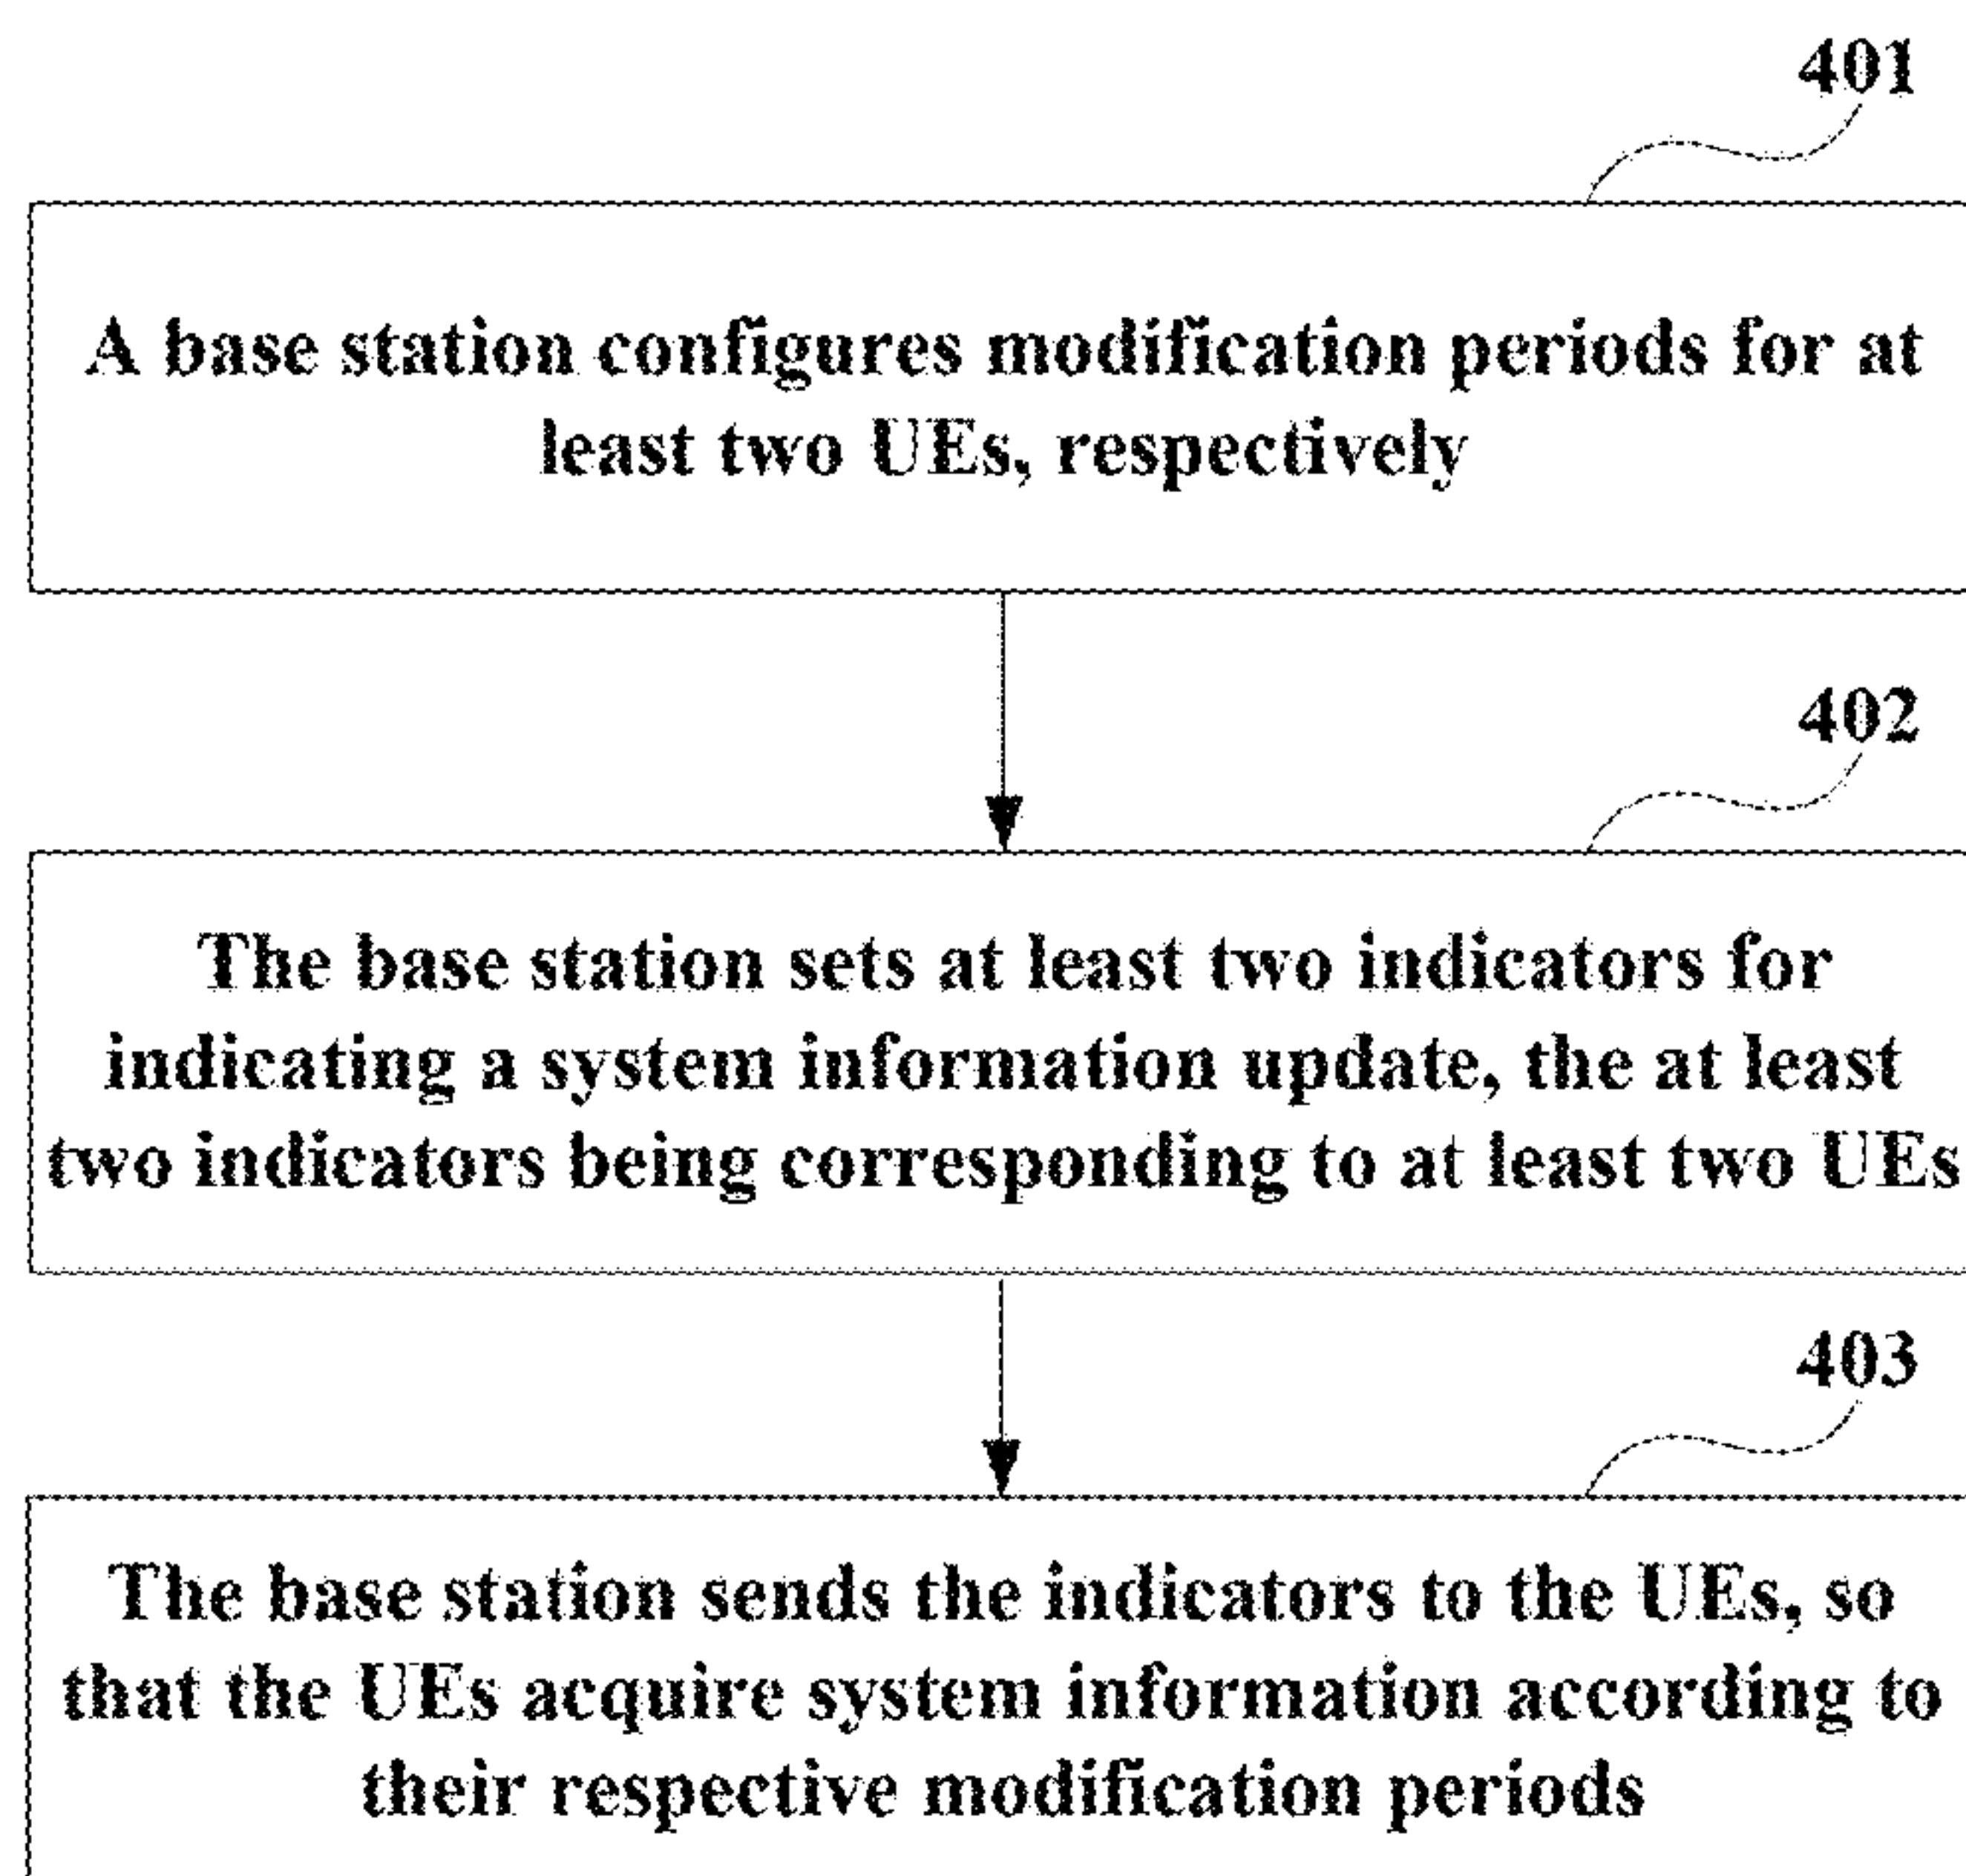 401
A base station configures modification periods for at
least two UEs, respectively
402
The base station sets at least two indicators for
indicating a system information update, the at least
two indicators being corresponding to at least two UEs
403
The base station sends the indicators to the UEs, so
that the UEs acquire system information according to
their respective modification periods